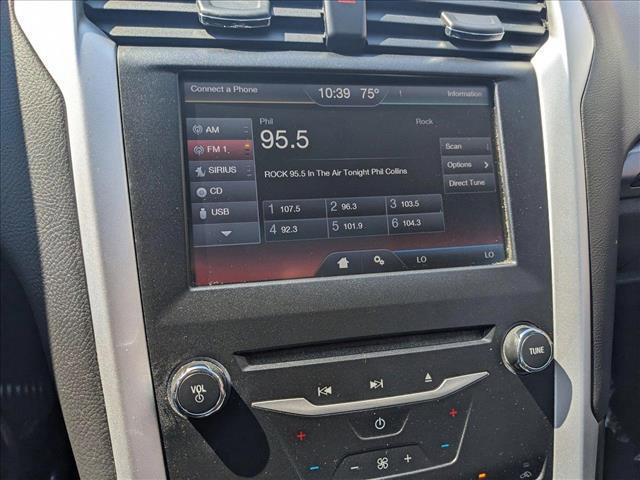 Connect a Phone 10:39 75° Information
Phil Rock
AM 95.5
FM 1
SIRIUS
CD
USB
Scan
Options
Direct Tune
ROCK 95.5 In The Air Tonight Phil Collins
1 107.5 2 96.3 3 103.5
4 92.3 5 101.9 6 104.3
LO LO
VOL
TUNE